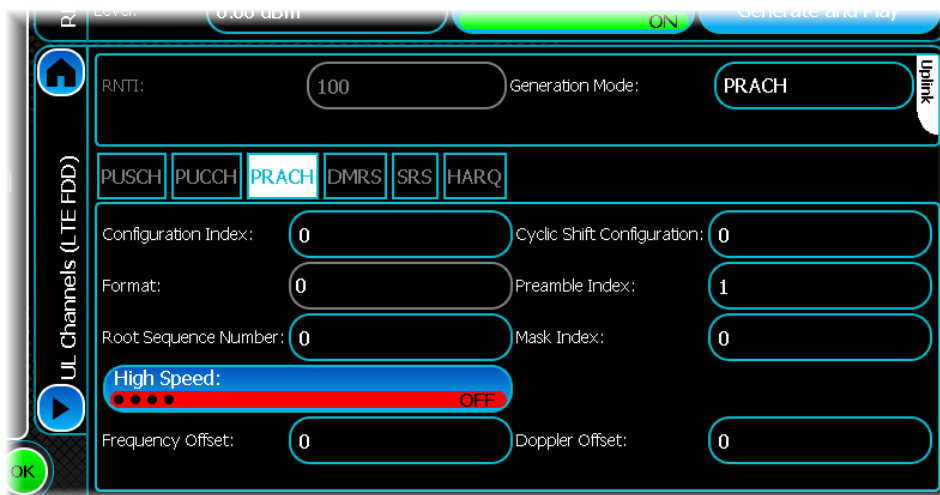 Level: 0.00 dBm ON Generate and Play
RNTI: 100 Generation Mode: PRACH
Uplink
UL Channels (LTE FDD)
PUSCH PUCCH PRACH DMRS SRS HARQ
Configuration Index: 0 Cyclic Shift Configuration: 0
Format: 0 Preamble Index: 1
Root Sequence Number: 0 Mask Index: 0
High Speed:
OFF
Frequency Offset: 0 Doppler Offset: 0
OK